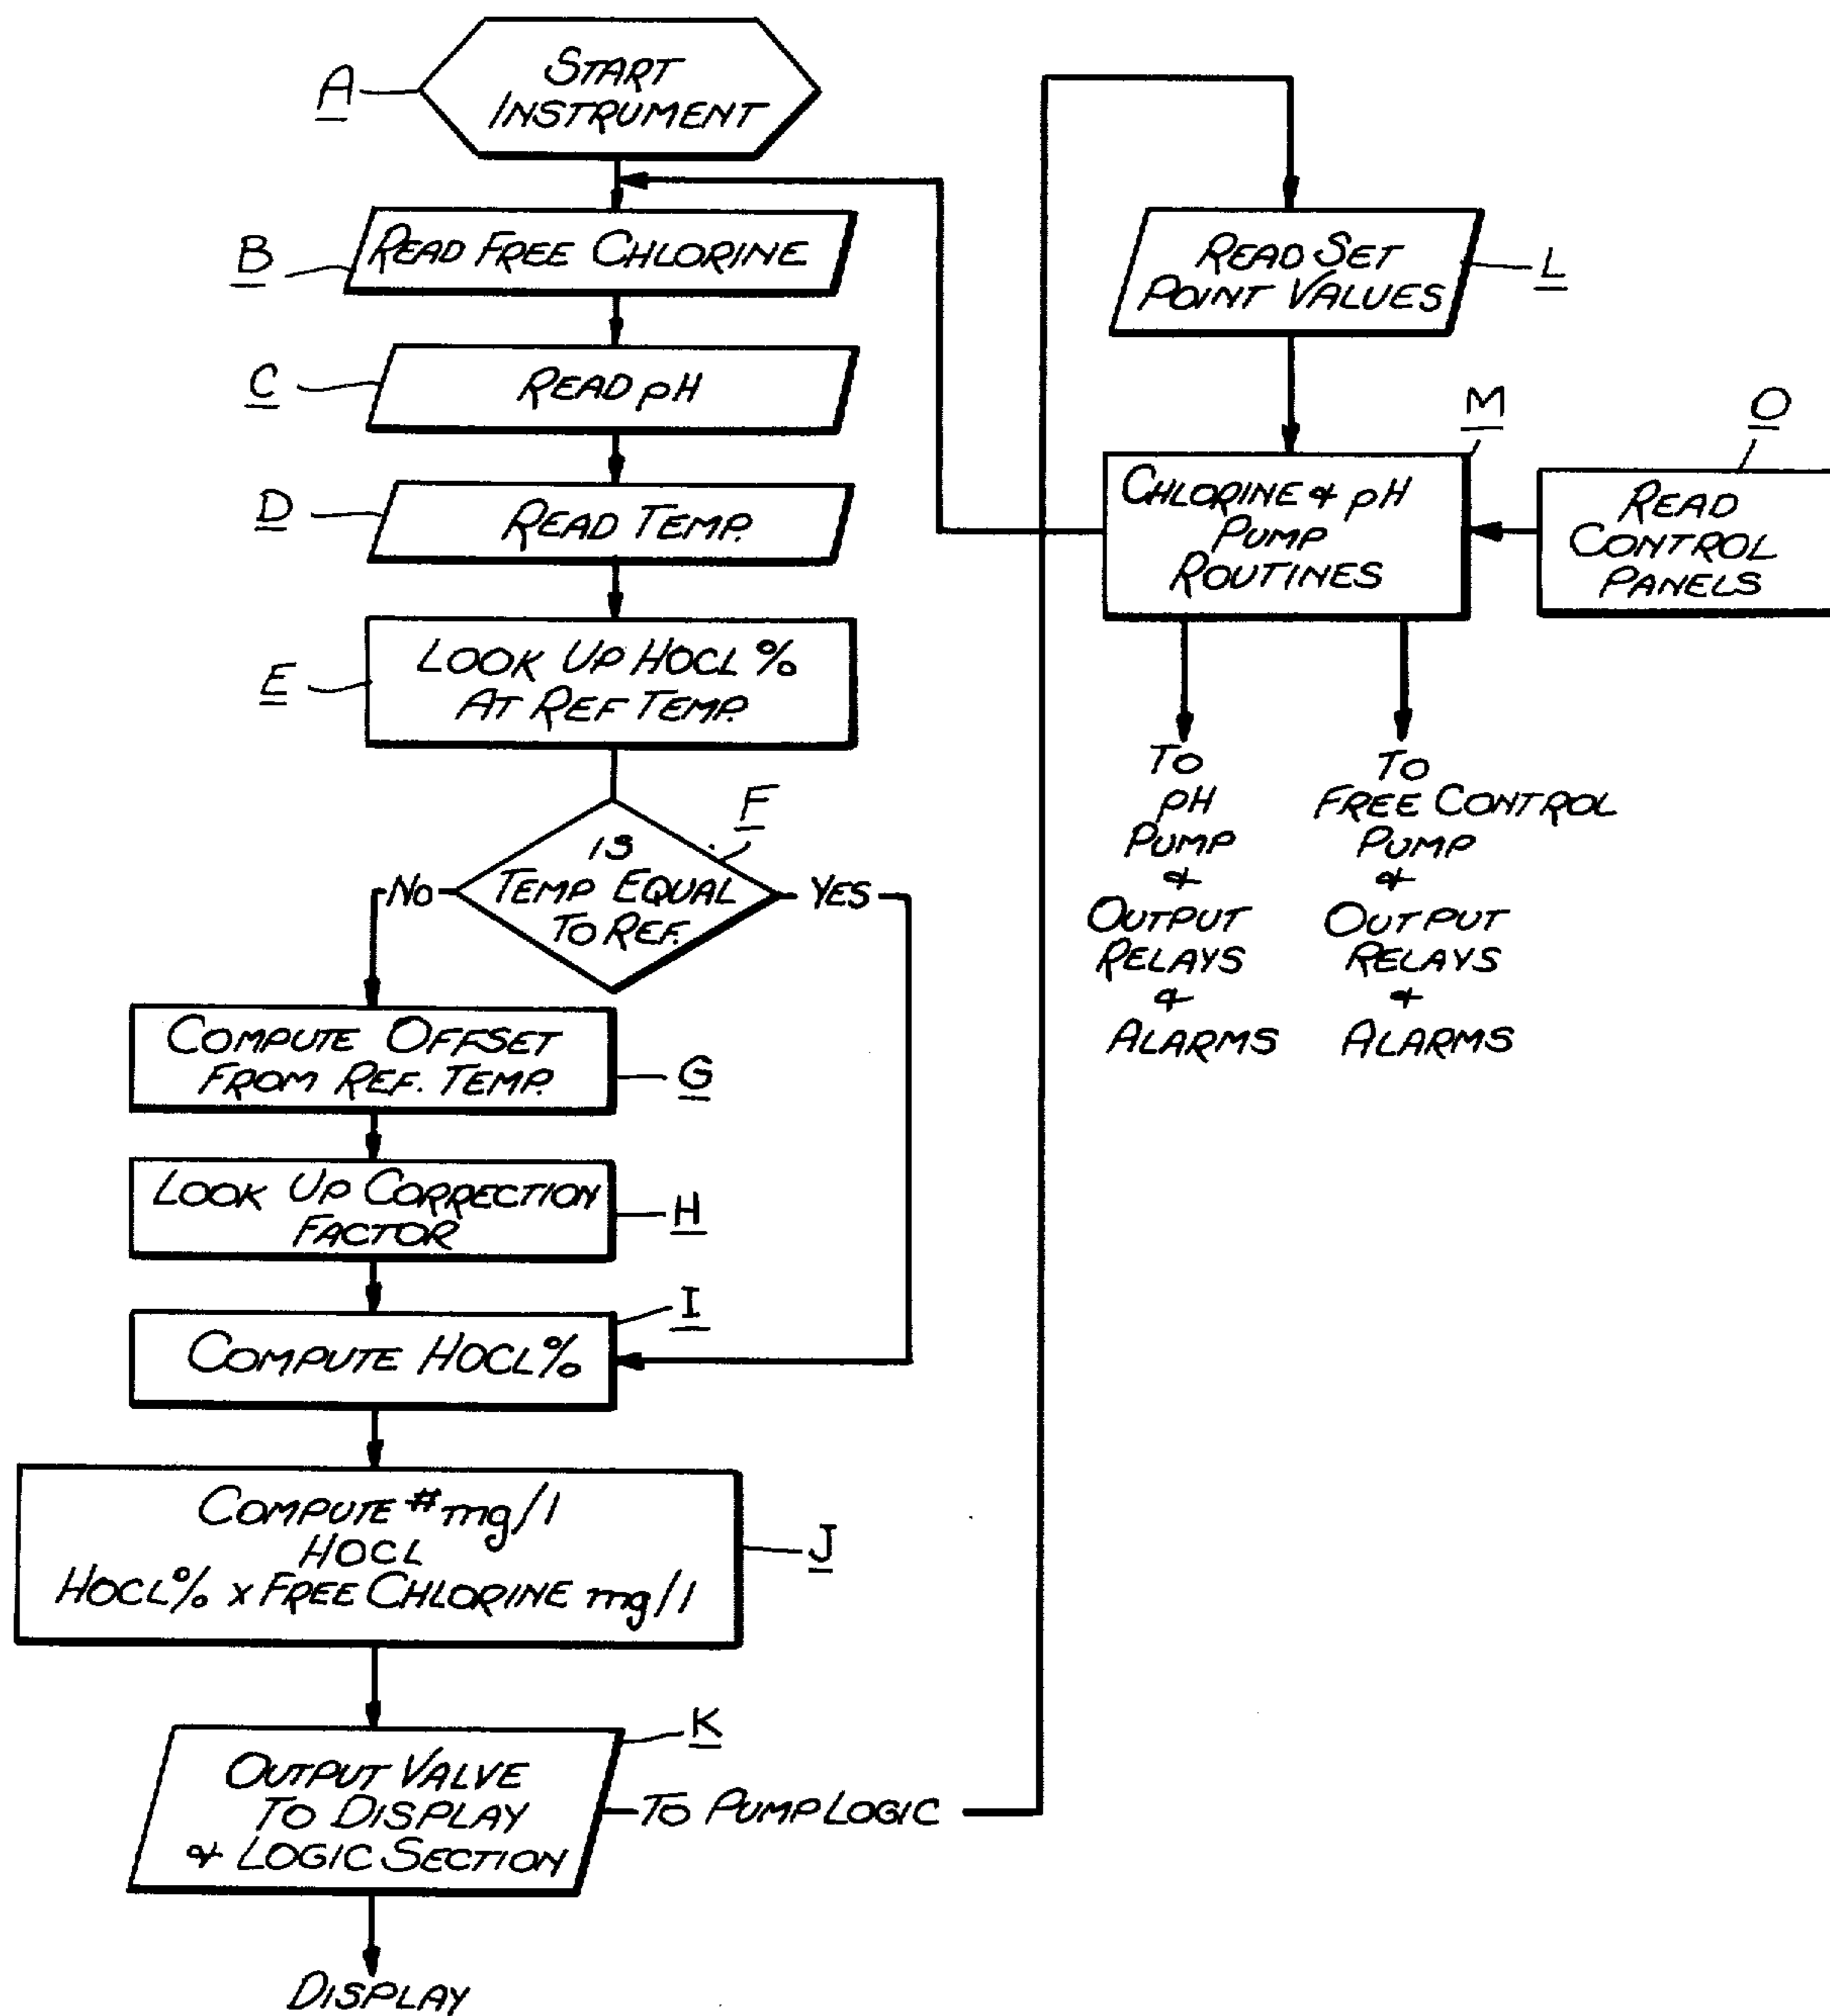 A
START
INSTRUMENT
B
READ FREE CHLORINE
C
READ pH
D
READ TEMP.
E
LOOK UP HOCL %
AT REF TEMP.
F
IS
TEMP EQUAL
TO REF.
NO
YES
COMPUTE OFFSET
FROM REF. TEMP.
G
LOOK UP CORRECTION
FACTOR
H
I
COMPUTE HOCL%
COMPUTE # mg/l
HOCL
HOCL% x FREE CHLORINE mg/l
J
K
OUTPUT VALVE
TO DISPLAY
& LOGIC SECTION
TO PUMP LOGIC
DISPLAY
READ SET
POINT VALUES
L
M
CHLORINE & pH
PUMP
ROUTINES
O
READ
CONTROL
PANELS
TO
pH
PUMP
&
OUTPUT
RELAYS
&
ALARMS
TO
FREE CONTROL
PUMP
&
OUTPUT
RELAYS
&
ALARMS